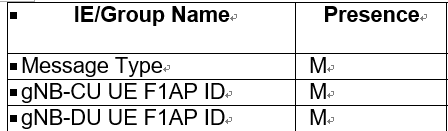 IE/Group Name Presence
Message Type M
gNB-CU UE F1AP ID M
gNB-DU UE F1AP ID M